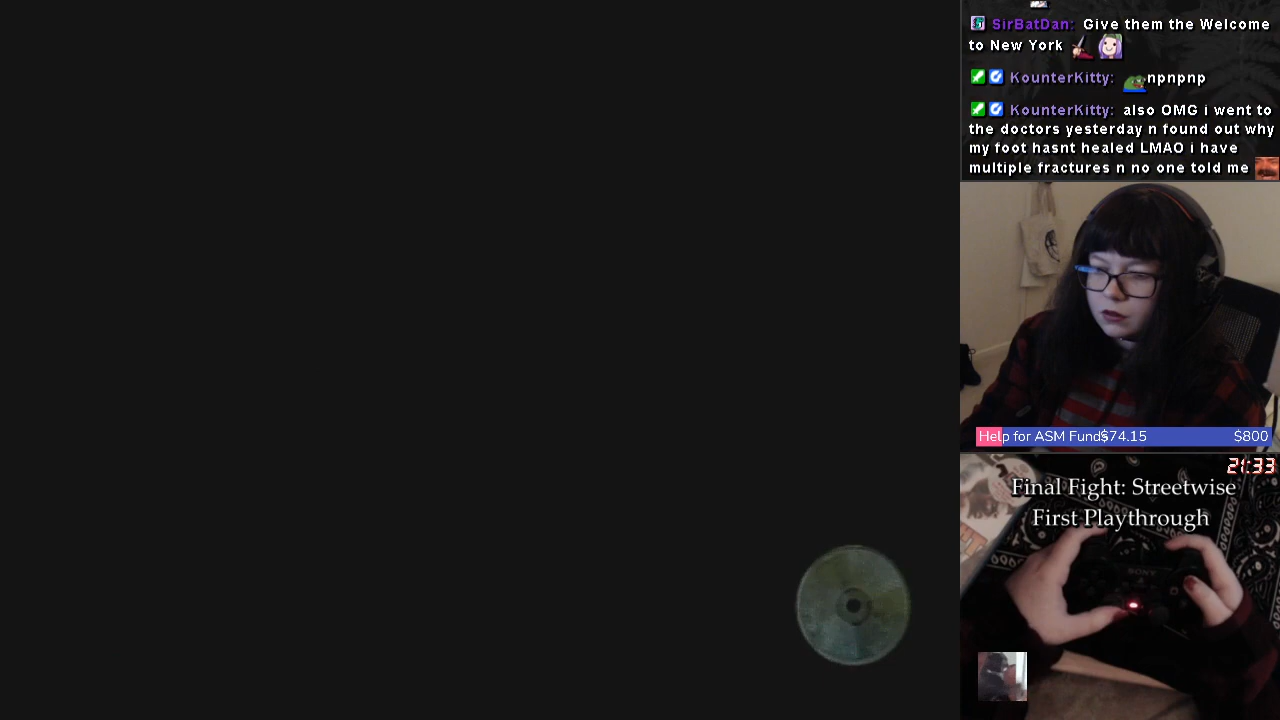 SirBatDan: Give them the Welcome
to New York
KounterKitty: npnpnp
KounterKitty: also OMG i went to
the doctors yesterday n found out why
my foot hasnt healed LMAO i have
multiple fractures n no one told me
Help for ASM Fund $74.15 $800
21:33
Final Fight: Streetwise
First Playthrough
SONY